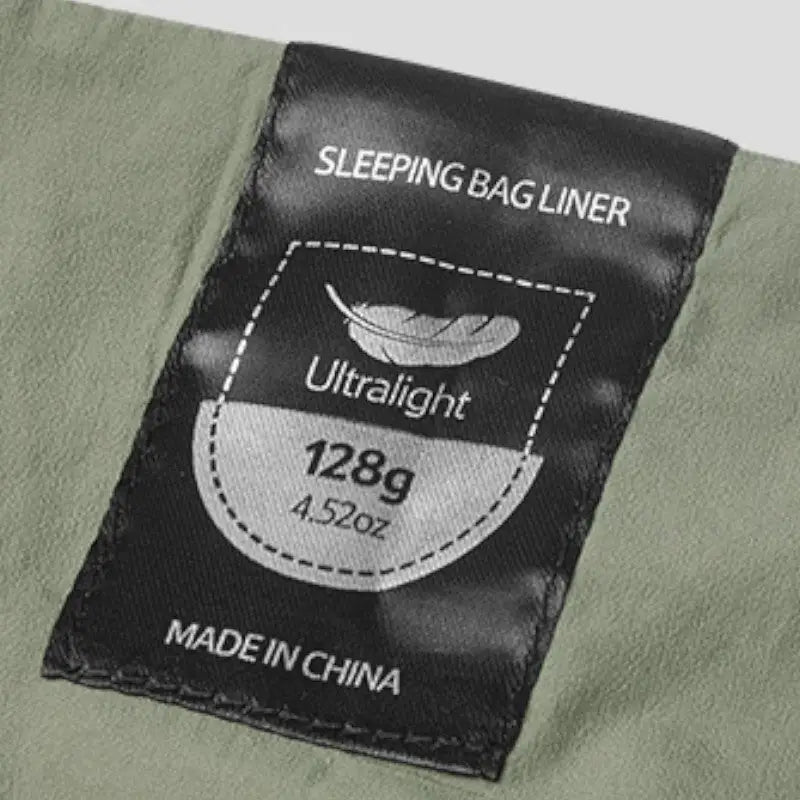 SLEEPING BAG LINER
Ultralight
128g
4.52oz
MADE IN CHINA